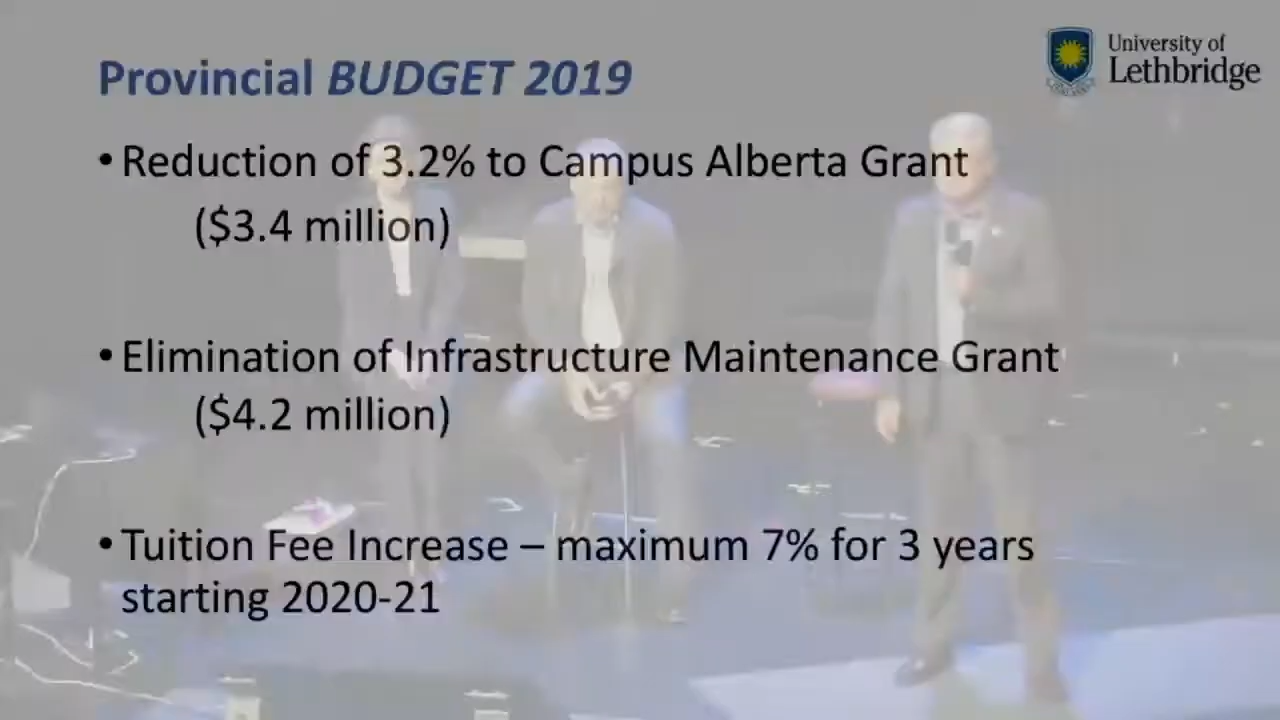 Provincial BUDGET 2019
University of
Lethbridge
• Reduction of 3.2% to Campus Alberta Grant
($3.4 million)
• Elimination of Infrastructure Maintenance Grant
($4.2 million)
• Tuition Fee Increase – maximum 7% for 3 years
starting 2020-21